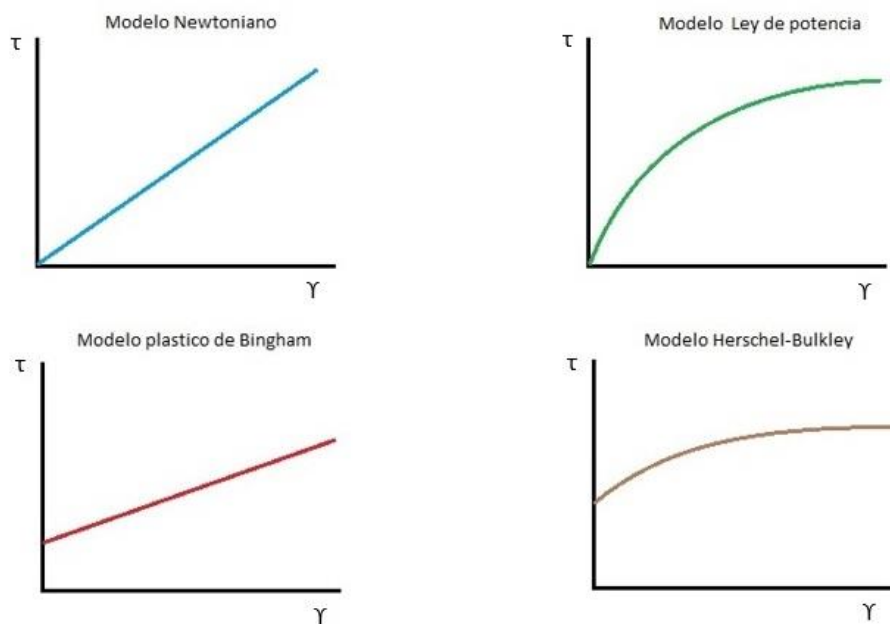 Modelo Newtoniano
τ
ϒ
Modelo Ley de potencia
τ
ϒ
Modelo plastico de Bingham
τ
ϒ
Modelo Herschel-Bulkley
τ
ϒ